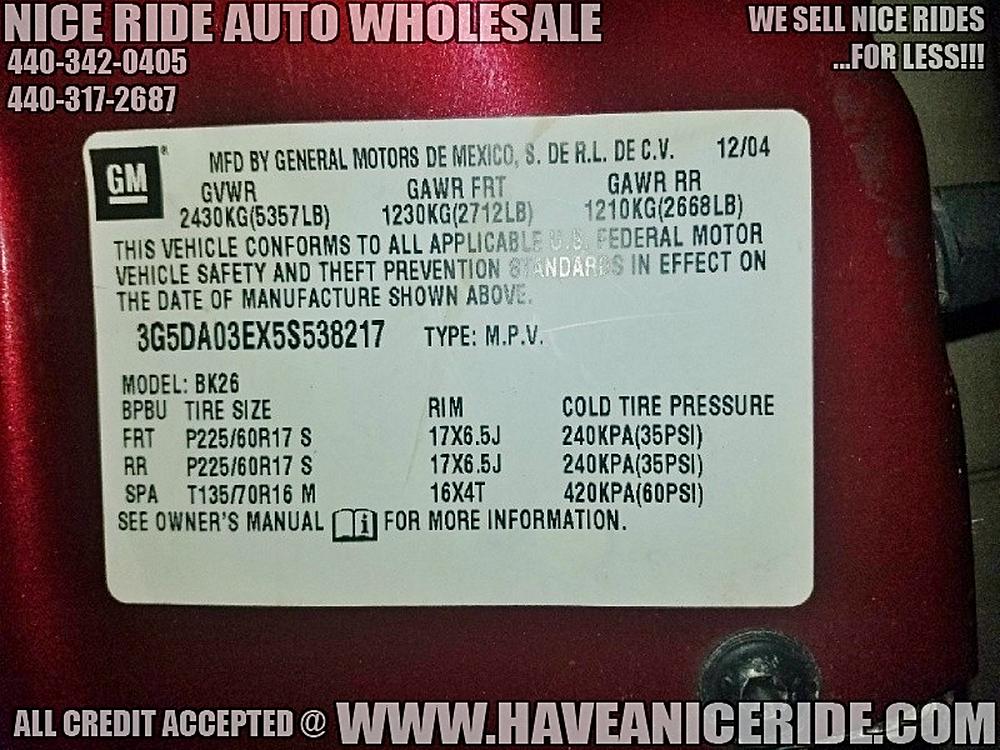 NICE RIDE AUTO WHOLESALE
440-342-0405
440-317-2687
WE SELL NICE RIDES
...FOR LESS!!!
GM
MFD BY GENERAL MOTORS DE MEXICO, S. DE R.L. DE C.V. 12/04
GVWR GAWR FRT GAWR RR
2430KG(5357LB) 1230KG(2712LB) 1210KG(2668LB)
THIS VEHICLE CONFORMS TO ALL APPLICABLE U.S. FEDERAL MOTOR
VEHICLE SAFETY AND THEFT PREVENTION STANDARDS IN EFFECT ON
THE DATE OF MANUFACTURE SHOWN ABOVE.
3G5DA03EX5S538217 TYPE: M.P.V.
MODEL: BK26
BPBU TIRE SIZE RIM COLD TIRE PRESSURE
FRT P225/60R17 S 17X6.5J 240KPA(35PSI)
RR P225/60R17 S 17X6.5J 240KPA(35PSI)
SPA T135/70R16 M 16X4T 420KPA(60PSI)
SEE OWNER'S MANUAL FOR MORE INFORMATION.
ALL CREDIT ACCEPTED @ WWW.HAVEANICERIDE.COM